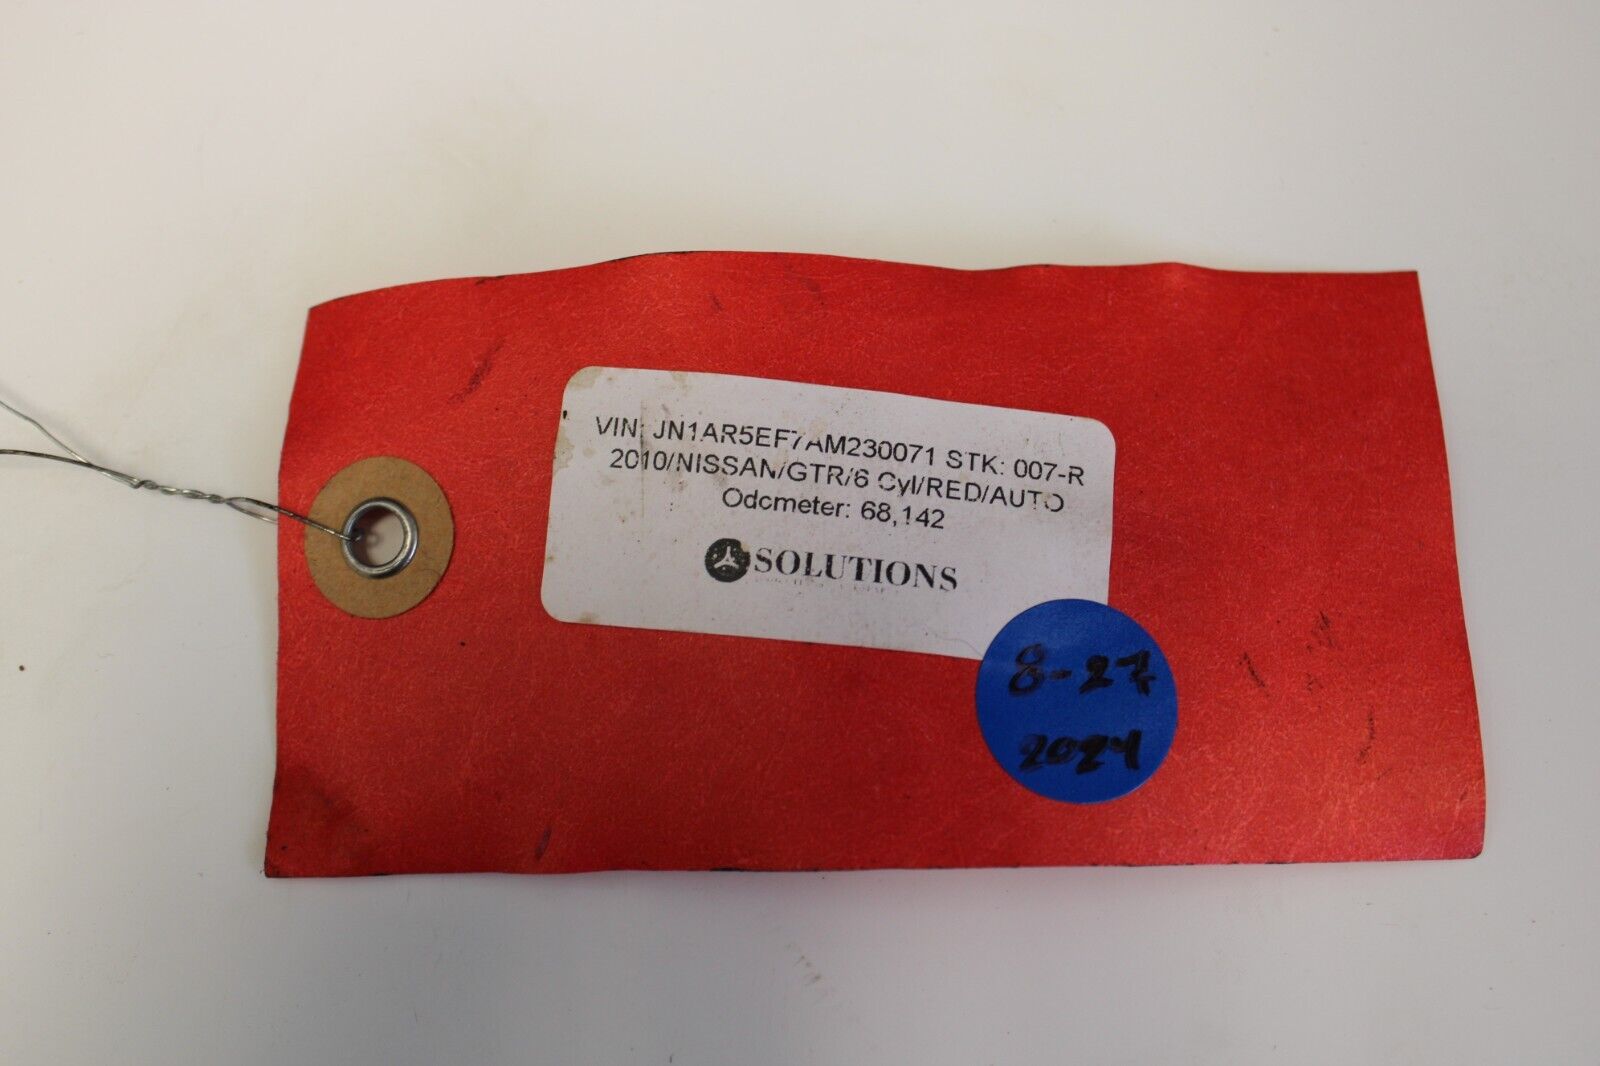 VIN: JN1AR5EF7AM230071 STK: 007-R
2010/NISSAN/GTR/6 Cyl/RED/AUTO
Odometer: 68,142
SOLUTIONS
8-27
2024